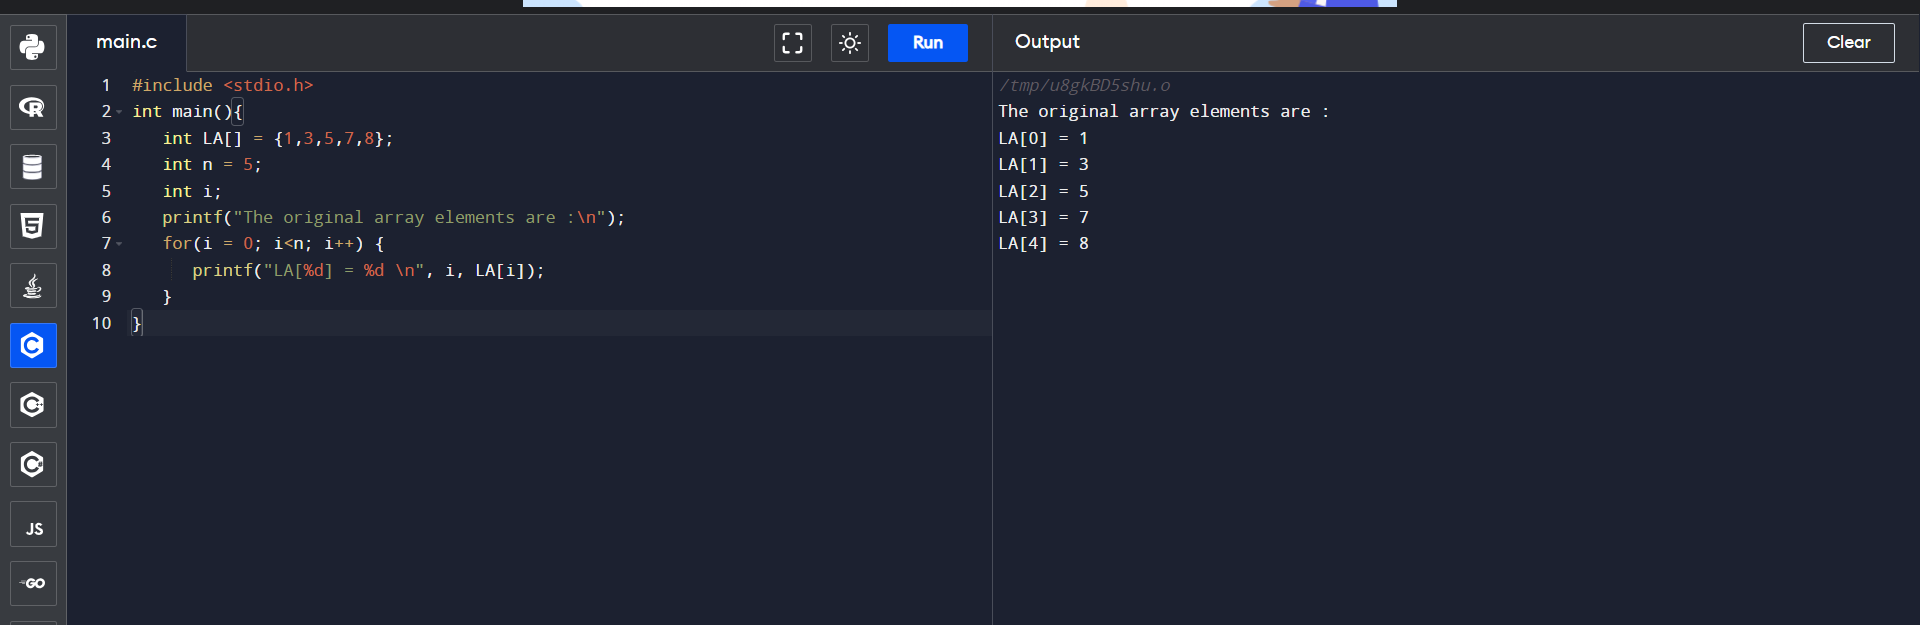 main.c
Run
Output
Clear
1 #include <stdio.h>
2 int main(){
3 int LA[] = {1,3,5,7,8};
4 int n = 5;
5 int i;
6 printf("The original array elements are :\n");
7 for(i = 0; i<n; i++) {
8 printf("LA[%d] = %d \n", i, LA[i]);
9 }
10 }
/tmp/u8gkBD5shu.o
The original array elements are :
LA[0] = 1
LA[1] = 3
LA[2] = 5
LA[3] = 7
LA[4] = 8
R
5
C
C++
C
JS
GO